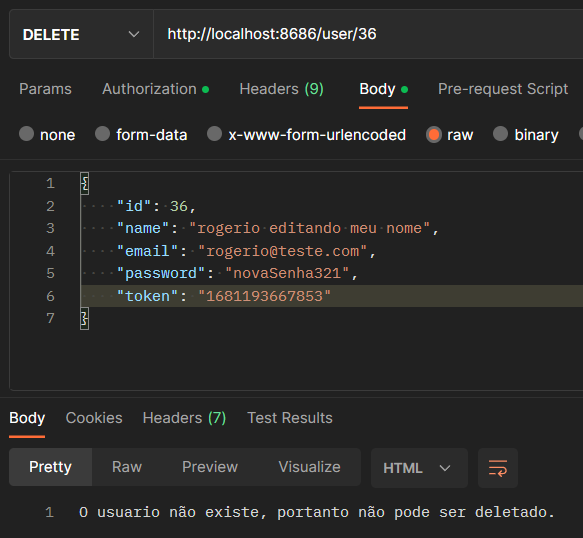 DELETE http://localhost:8686/user/36
Params Authorization Headers (9) Body Pre-request Script
none form-data x-www-form-urlencoded raw binary
1 {
2 "id": 36,
3 "name": "rogerio editando meu nome",
4 "email": "rogerio@teste.com",
5 "password": "novaSenha321",
6 "token": "1681193667853"
7 }
Body Cookies Headers (7) Test Results
Pretty Raw Preview Visualize HTML
1 O usuario não existe, portanto não pode ser deletado.